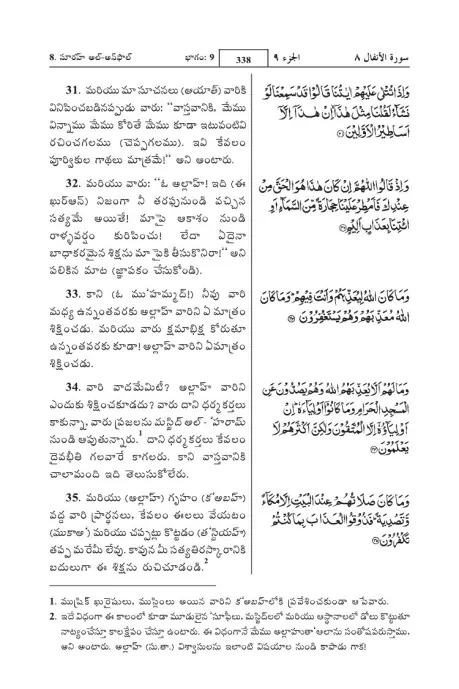 8. సూరహ్ అల్-అన్ఫాల్ భాగం: 9 338 الجزء ٩ سورة الأنفال ٨
31. మరియు మా సూచనలు (ఆయాత్) వారికి
వినిపించబడినప్పుడు వారు: "వాస్తవానికి, మేము
విన్నాము మేము కోరితే మేము కూడా ఇటువంటివి
రచించగలము (చెప్పగలము). ఇవి కేవలం
పూర్వికుల గాథలు మాత్రమే!" అని అంటారు.
وَإِذَا تُتْلَىٰ عَلَيْهِمْ آيَاتُنَا قَالُوا قَدْ سَمِعْنَا لَوْ
نَشَاءُ لَقُلْنَا مِثْلَ هَٰذَا إِنْ هَٰذَا إِلَّا
أَسَاطِيرُ الْأَوَّلِينَ
32. మరియు వారు: "ఓ అల్లాహ్! ఇది (ఈ
ఖుర్ఆన్) నిజంగా నీ తరఫునుండి వచ్చిన
సత్యమే అయితే! మాపై ఆకాశం నుండి
రాళ్ళవర్షం కురిపించు! లేదా ఏదైనా
బాధాకరమైన శిక్షను మా పైకి తీసుకొనిరా!" అని
పలికిన మాట (జ్ఞాపకం చేసుకోండి).
وَإِذْ قَالُوا اللَّهُمَّ إِنْ كَانَ هَٰذَا هُوَ الْحَقَّ مِنْ
عِنْدِكَ فَأَمْطِرْ عَلَيْنَا حِجَارَةً مِنَ السَّمَاءِ أَوِ
ائْتِنَا بِعَذَابٍ أَلِيمٍ
33. కాని (ఓ ము'హమ్మద్!) నీవు వారి
మధ్య ఉన్నంతవరకు అల్లాహ్ వారిని ఏ మాత్రం
శిక్షించడు. మరియు వారు క్షమాభిక్ష కోరుతూ
ఉన్నంతవరకు కూడా! అల్లాహ్ వారిని ఏమాత్రం
శిక్షించడు.
وَمَا كَانَ اللَّهُ لِيُعَذِّبَهُمْ وَأَنْتَ فِيهِمْ وَمَا كَانَ
اللَّهُ مُعَذِّبَهُمْ وَهُمْ يَسْتَغْفِرُونَ
34. వారి వాదమేమిటీ? అల్లాహ్ వారిని
ఎందుకు శిక్షించకూడదు? వారు దాని ధర్మకర్తలు
కాకున్నా, వారు ప్రజలను మస్జిద్ అల్-'హరామ్
నుండి ఆపుతున్నారు.1 దాని ధర్మకర్తలు కేవలం
దైవభీతి గలవారే కాగలరు. కాని వాస్తవానికి
చాలామంది ఇది తెలుసుకోలేరు.
وَمَا لَهُمْ أَلَّا يُعَذِّبَهُمُ اللَّهُ وَهُمْ يَصُدُّونَ عَنِ
الْمَسْجِدِ الْحَرَامِ وَمَا كَانُوا أَوْلِيَاءَهُ إِنْ
أَوْلِيَاؤُهُ إِلَّا الْمُتَّقُونَ وَلَٰكِنَّ أَكْثَرَهُمْ لَا
يَعْلَمُونَ
35. మరియు (అల్లాహ్) గృహం (క'అబహ్)
వద్ద వారి ప్రార్థనలు, కేవలం ఈలలు వేయటం
(ముకాఅ') మరియు చప్పట్లు కొట్టడం (త'స్దియహ్)
తప్ప మరేమీ లేవు. కావున మీ సత్యతిరస్కారానికి
బదులుగా ఈ శిక్షను రుచిచూడండి.2
وَمَا كَانَ صَلَاتُهُمْ عِنْدَ الْبَيْتِ إِلَّا مُكَاءً
وَتَصْدِيَةً فَذُوقُوا الْعَذَابَ بِمَا كُنْتُمْ
تَكْفُرُونَ
1. ముష్రిక్ ఖురైషులు, ముస్లింలు అయిన వారిని క'అబహ్‌లోకి ప్రవేశించకుండా ఆపేవారు.
2. ఇదేవిధంగా ఈ కాలంలో కూడా మూఢులైన 'సూఫీలు, మస్జిద్‌లలో మరియు ఆస్థానాలలో డోలు కొట్టుతూ
నాట్యంచేస్తూ కాలక్షేపం చేస్తూ ఉంటారు. ఈ విధంగానే మేము అల్లాహుతా'ఆలాను సంతోషపరుస్తాము,
అని అంటారు. అల్లాహ్ (సు.తా.) విశ్వాసులను ఇలాంటి విషయాల నుండి కాపాడు గాక!